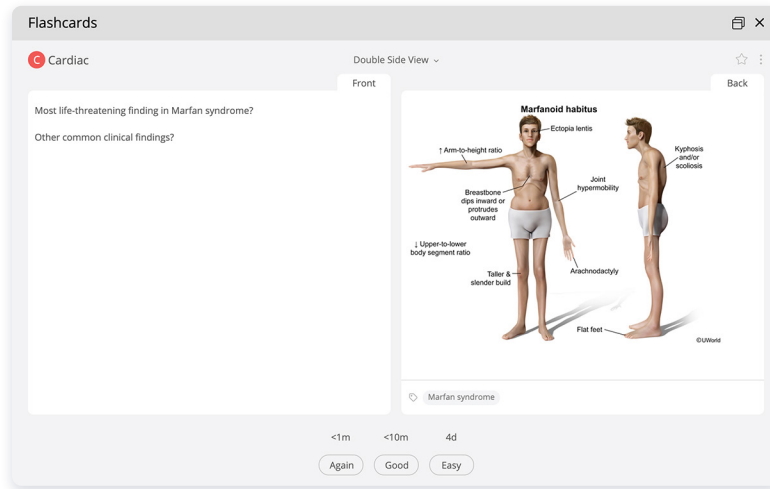 Flashcards
C Cardiac
Double Side View
Front
Back
Most life-threatening finding in Marfan syndrome?
Other common clinical findings?
Marfanoid habitus
Ectopia lentis
↑ Arm-to-height ratio
Kyphosis
and/or
scoliosis
Joint
hypermobility
Breastbone
dips inward or
protrudes
outward
↓ Upper-to-lower
body segment ratio
Arachnodactyly
Taller &
slender build
Flat feet
©UWorld
Marfan syndrome
<1m <10m 4d
Again Good Easy